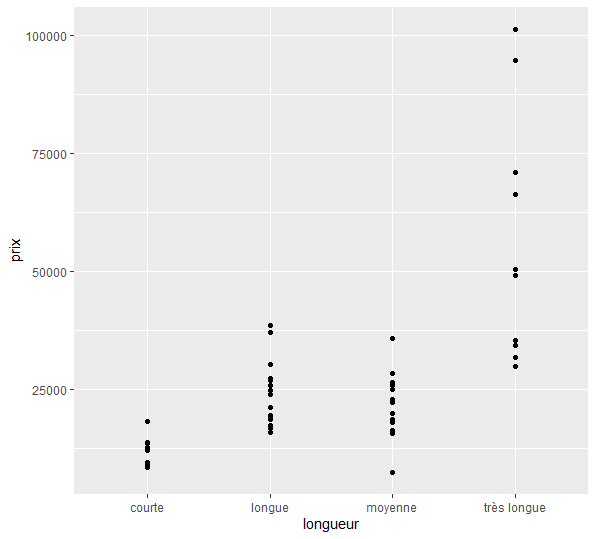 100000
75000
50000
25000
prix
courte
longue
moyenne
très longue
longueur